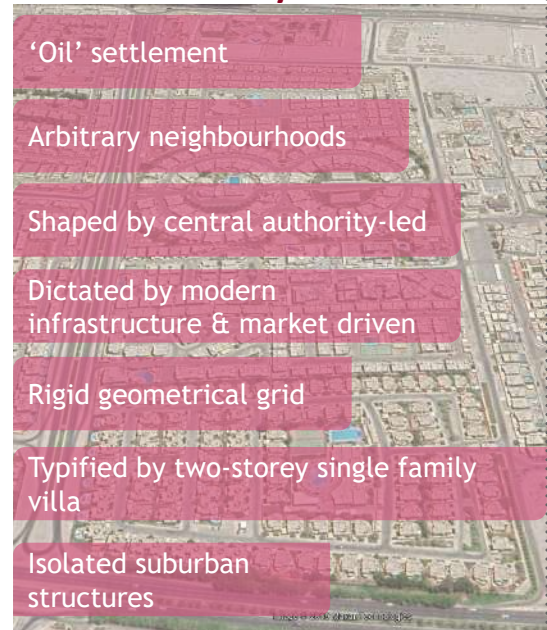 ‘Oil’ settlement
Arbitrary neighbourhoods
Shaped by central authority-led
Dictated by modern
infrastructure & market driven
Rigid geometrical grid
Typified by two-storey single family
villa
Isolated suburban
structures